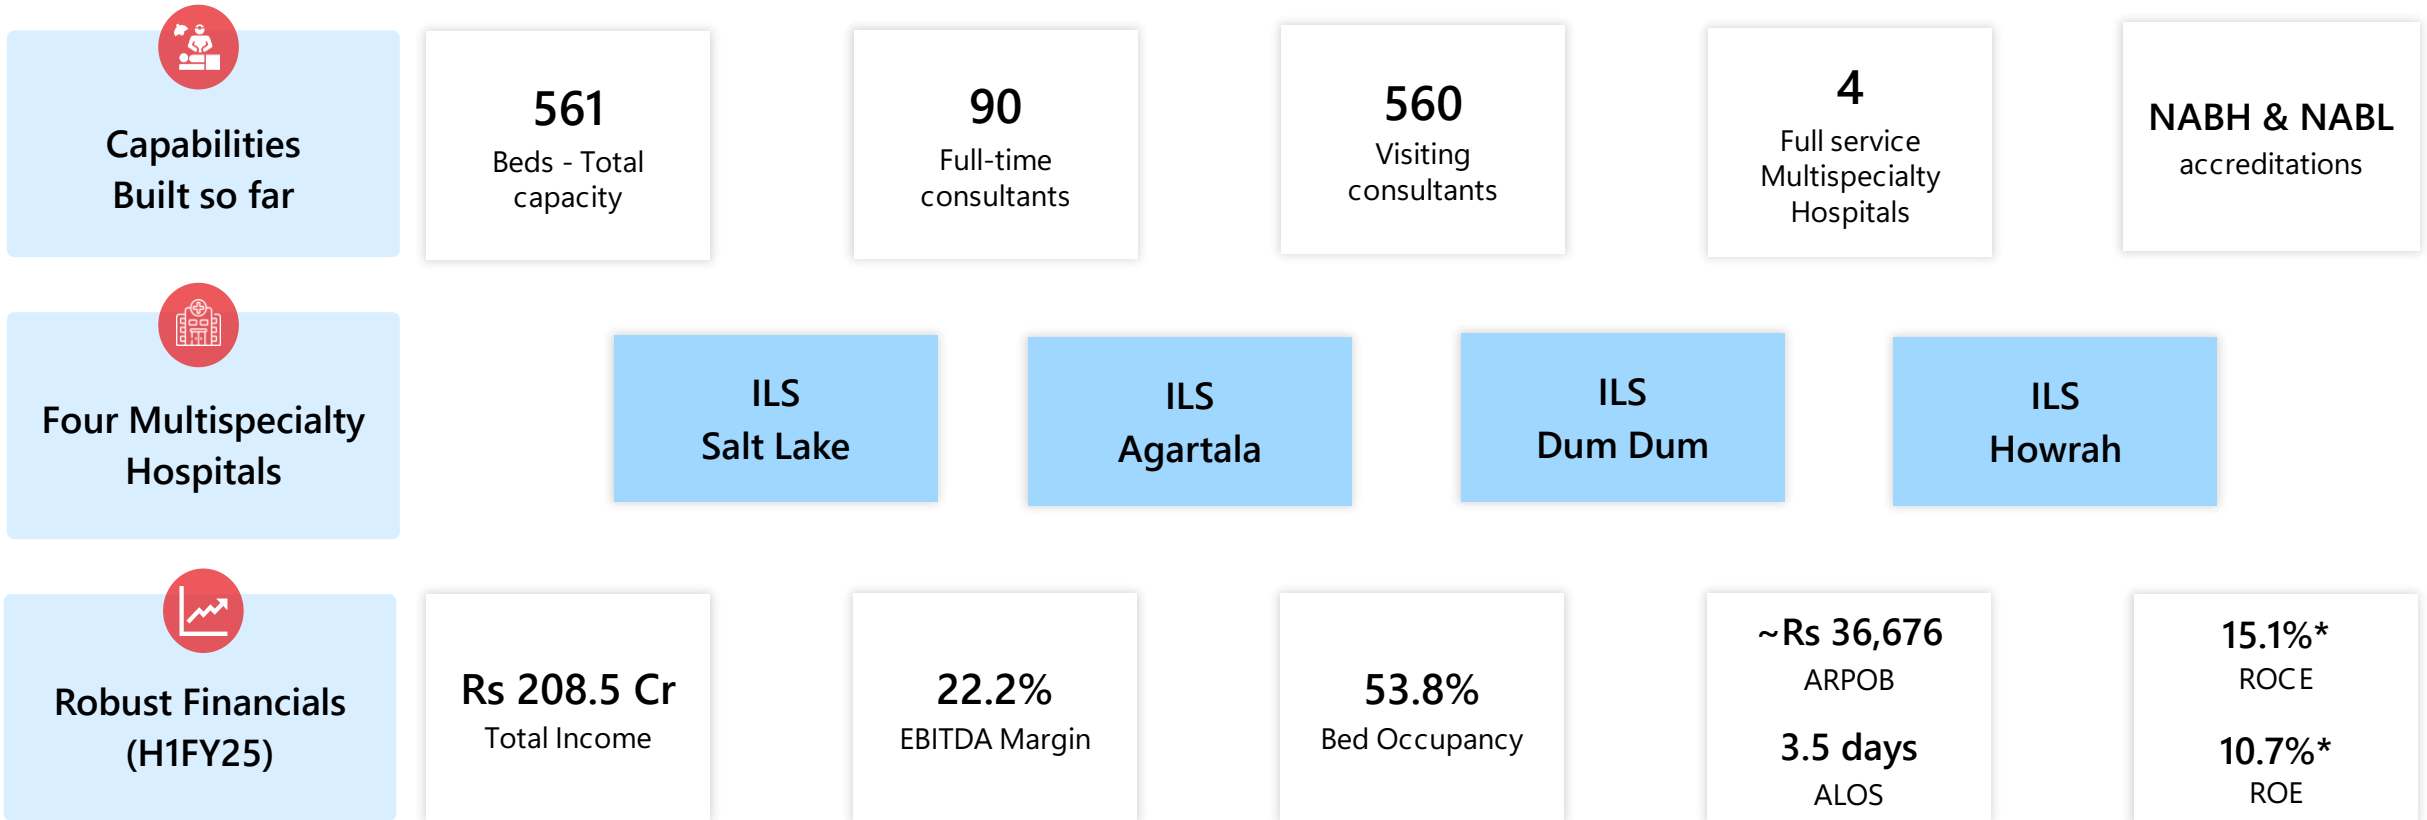 Capabilities
Built so far
561
Beds - Total
capacity
90
Full-time
consultants
560
Visiting
consultants
4
Full service
Multispecialty
Hospitals
NABH & NABL
accreditations
Four Multispecialty
Hospitals
ILS
Salt Lake
ILS
Agartala
ILS
Dum Dum
ILS
Howrah
Robust Financials
(H1FY25)
Rs 208.5 Cr
Total Income
22.2%
EBITDA Margin
53.8%
Bed Occupancy
~Rs 36,676
ARPOB
3.5 days
ALOS
15.1%*
ROCE
10.7%*
ROE